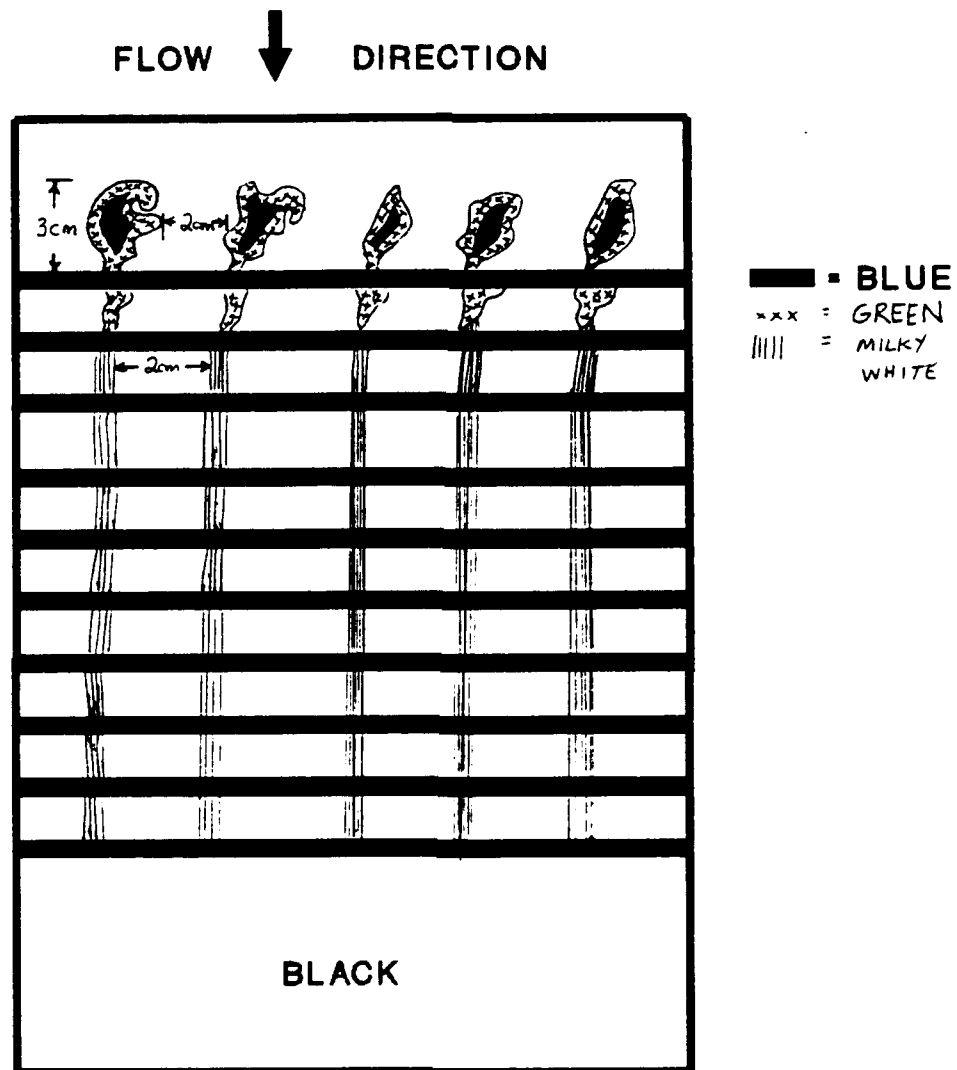 FLOW DIRECTION
3cm
2cm
2cm
= BLUE
xxx = GREEN
||||| = MILKY
WHITE
BLACK